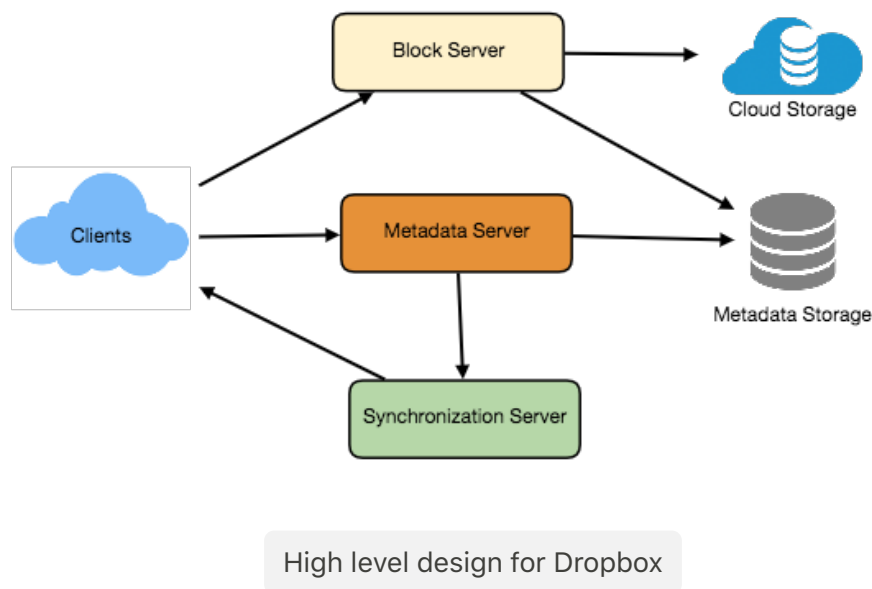 Block Server
Cloud Storage
Clients
Metadata Server
Metadata Storage
Synchronization Server
High level design for Dropbox